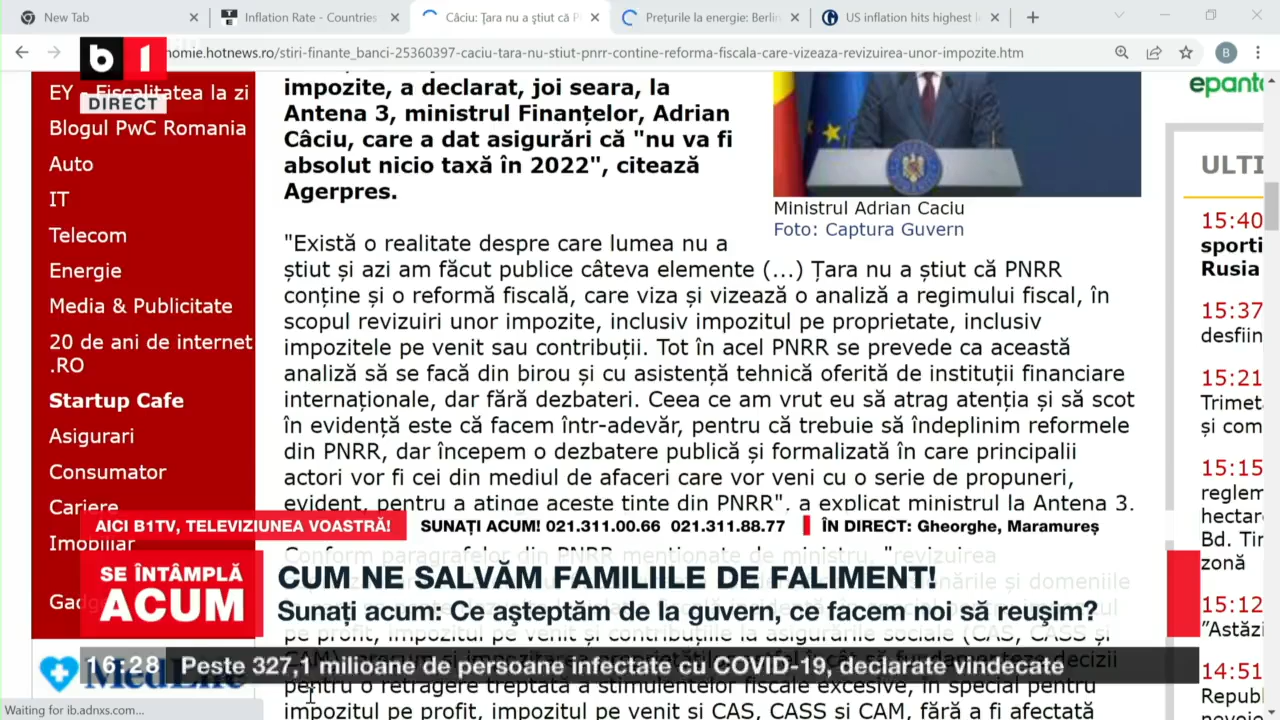 New Tab
Inflation Rate - Countries
Câciu: Țara nu a știut că P
Prețurile la energie: Berlin
US inflation hits highest l
omie.hotnews.ro/stiri-finante_banci-25360397-caciu-tara-nu-stiut-pnrr-contine-reforma-fiscala-care-vizeaza-revizuirea-unor-impozite.htm
B
b 1
DIRECT
EY - Fiscalitatea la zi
Blogul PwC Romania
Auto
IT
Telecom
Energie
Media & Publicitate
20 de ani de internet
.RO
Startup Cafe
Asigurari
Consumator
Cariere
Imobiliar
impozite, a declarat, joi seara, la
Antena 3, ministrul Finanțelor, Adrian
Câciu, care a dat asigurări că "nu va fi
absolut nicio taxă în 2022", citează
Agerpres.
Ministrul Adrian Caciu
Foto: Captura Guvern
"Există o realitate despre care lumea nu a
știut și azi am făcut publice câteva elemente (...) Țara nu a știut că PNRR
conține și o reformă fiscală, care viza și vizează o analiză a regimului fiscal, în
scopul revizuiri unor impozite, inclusiv impozitul pe proprietate, inclusiv
impozitele pe venit sau contribuții. Tot în acel PNRR se prevede ca această
analiză să se facă din birou și cu asistență tehnică oferită de instituții financiare
internaționale, dar fără dezbateri. Ceea ce am vrut eu să atrag atenția și să scot
în evidență este că facem într-adevăr, pentru că trebuie să îndeplinim reformele
din PNRR, dar începem o dezbatere publică și formalizată în care principalii
actori vor fi cei din mediul de afaceri care vor veni cu o serie de propuneri,
evident, pentru a atinge aceste ținte din PNRR", a explicat ministrul la Antena 3.
Conform paragrafelor din PNRR menționate de ministru, "revizuirea
pe profit, impozitul pe venit și contribuțiile la asigurările sociale (CAS, CASS și
pentru o retragere treptată a stimulentelor fiscale excesive, în special pentru
impozitul pe profit, impozitul pe venit și CAS, CASS și CAM, fără a fi afectată
epant
ULTI
15:40
sporti
Rusia
15:37
desfiin
15:21
Trimeta
și com
15:15
reglem
hectar
Bd. Tir
zonă
15:12
"Astăzi
14:51
Republ
AICI B1TV, TELEVIZIUNEA VOASTRĂ!
SUNAȚI ACUM! 021.311.00.66 021.311.88.77
ÎN DIRECT: Gheorghe, Maramureș
SE ÎNTÂMPLĂ
ACUM
CUM NE SALVĂM FAMILIILE DE FALIMENT!
Sunați acum: Ce aşteptăm de la guvern, ce facem noi să reuşim?
MedLife
16:28
Peste 327,1 milioane de persoane infectate cu COVID-19, declarate vindecate
Waiting for ib.adnxs.com...